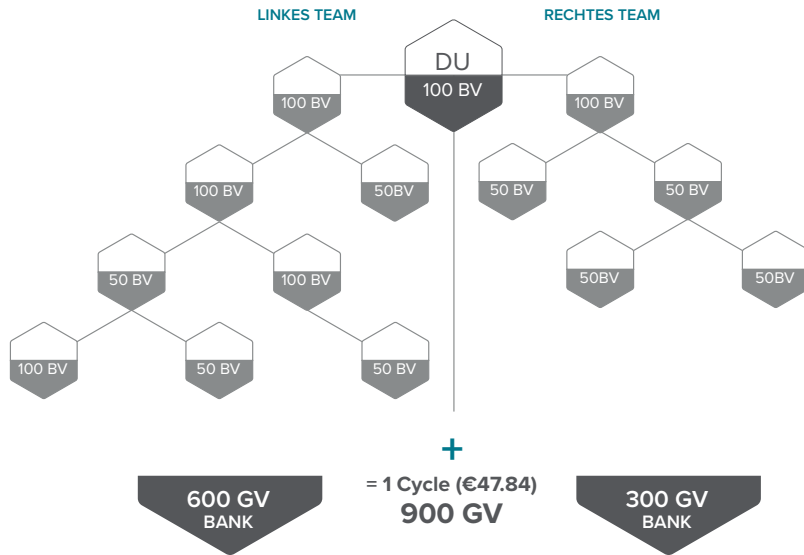 LINKES TEAM
RECHTES TEAM
DU
100 BV
100 BV
100 BV
100 BV
50BV
50 BV
50 BV
50 BV
100 BV
50BV
50BV
100 BV
50 BV
50 BV
+
= 1 Cycle (€47.84)
900 GV
600 GV
BANK
300 GV
BANK